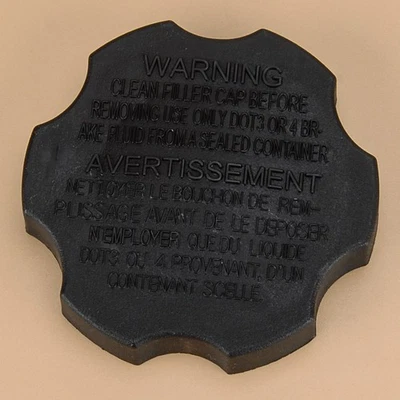 WARNING
CLEAN FILLER CAP BEFORE
REMOVING USE ONLY DOT3 OR 4 BR-
AKE FLUID FROM A SEALED CONTAINER
AVERTISSEMENT
NETTOYER LE BOUCHON DE REM-
PLISSAGE AVANT DE LE DEPOSER
N'EMPLOYER QUE DU LIQUIDE
DOT3 OU 4 PROVENANT. D'UN
CONTENANT SCELLE